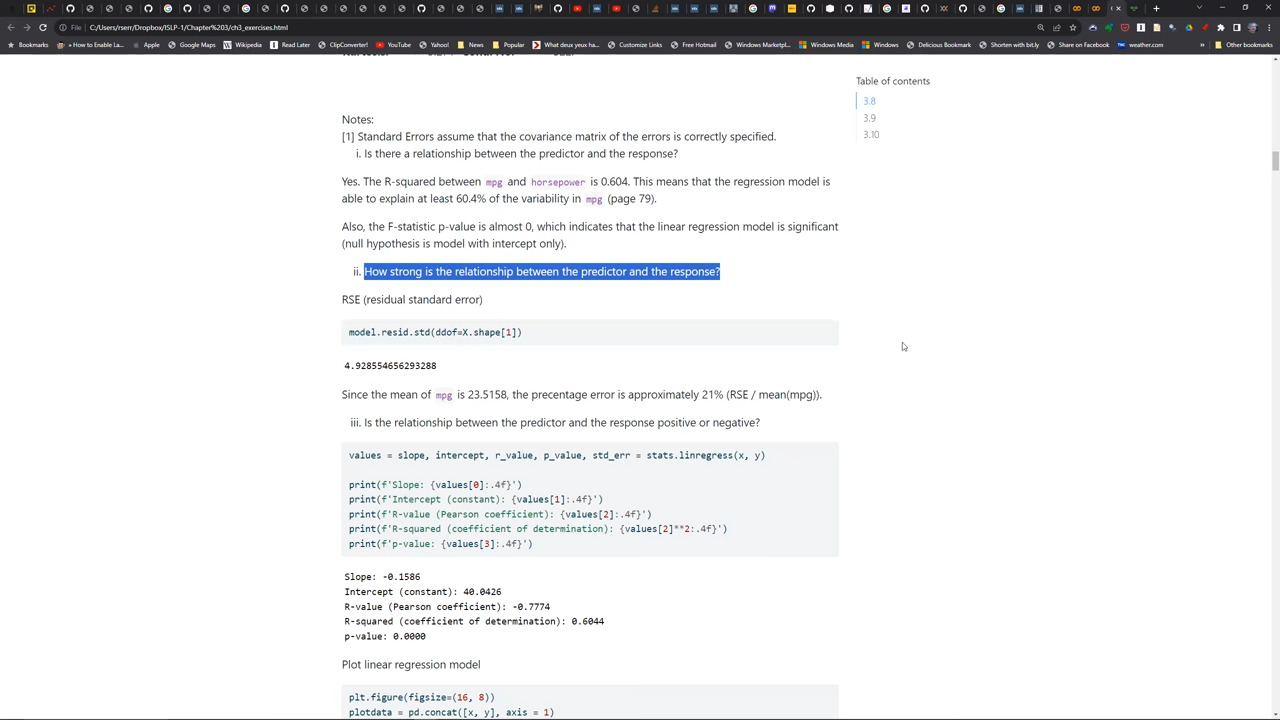 File | C:/Users/rserr/Dropbox/ISLP-1/Chapter%203/ch3_exercises.html
Bookmarks » How to Enable La... Apple Google Maps Wikipedia Read Later ClipConverter! YouTube Yahoo! News Popular What deux yeux ha... Customize Links Free Hotmail Windows Marketpl... Windows Media Windows Delicious Bookmark Shorten with bit.ly Share on Facebook weather.com » Other bookmarks
Table of contents
3.8
3.9
3.10
Notes:
[1] Standard Errors assume that the covariance matrix of the errors is correctly specified.
i. Is there a relationship between the predictor and the response?
Yes. The R-squared between mpg and horsepower is 0.604. This means that the regression model is
able to explain at least 60.4% of the variability in mpg (page 79).
Also, the F-statistic p-value is almost 0, which indicates that the linear regression model is significant
(null hypothesis is model with intercept only).
ii. How strong is the relationship between the predictor and the response?
RSE (residual standard error)
model.resid.std(ddof=X.shape[1])
4.928554656293288
Since the mean of mpg is 23.5158, the precentage error is approximately 21% (RSE / mean(mpg)).
iii. Is the relationship between the predictor and the response positive or negative?
values = slope, intercept, r_value, p_value, std_err = stats.linregress(x, y)
print(f'Slope: {values[0]:.4f}')
print(f'Intercept (constant): {values[1]:.4f}')
print(f'R-value (Pearson coefficient): {values[2]:.4f}')
print(f'R-squared (coefficient of determination): {values[2]**2:.4f}')
print(f'p-value: {values[3]:.4f}')
Slope: -0.1586
Intercept (constant): 40.0426
R-value (Pearson coefficient): -0.7774
R-squared (coefficient of determination): 0.6044
p-value: 0.0000
Plot linear regression model
plt.figure(figsize=(16, 8))
plotdata = pd.concat([x, y], axis = 1)